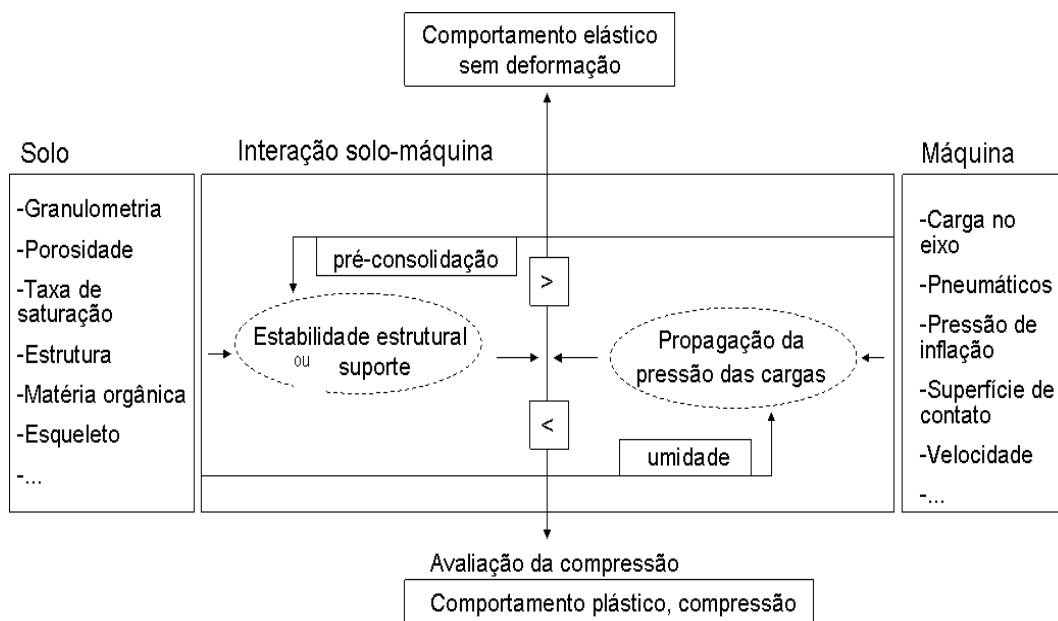 Comportamento elástico
sem deformação
Solo
Interação solo-máquina
Máquina
-Granulometria
-Porosidade
-Taxa de
saturação
-Estrutura
-Matéria orgânica
-Esqueleto
-...
pré-consolidação
>
Estabilidade estrutural
ou
suporte
Propagação da
pressão das cargas
<
umidade
-Carga no
eixo
-Pneumáticos
-Pressão de
inflação
-Superfície de
contato
-Velocidade
-...
Avaliação da compressão
Comportamento plástico, compressão